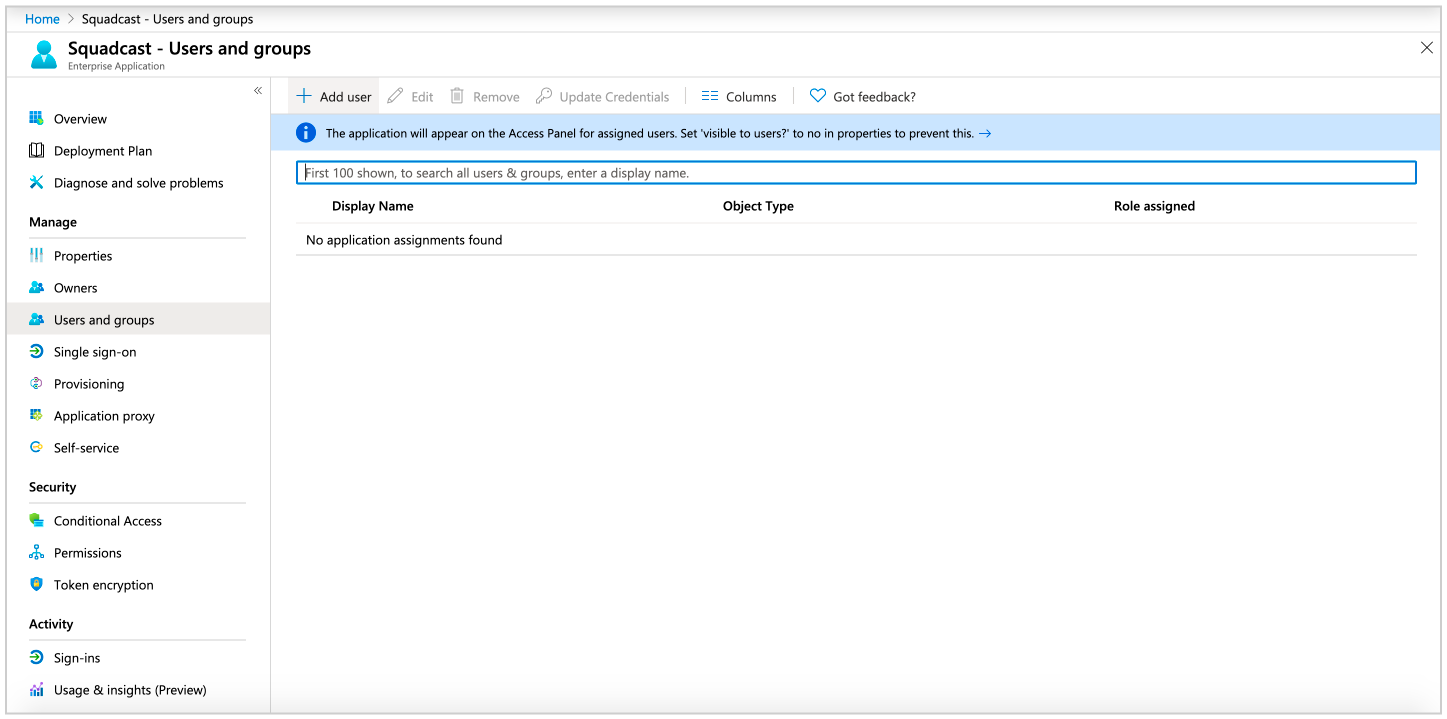 Home > Squadcast - Users and groups
Squadcast - Users and groups
Enterprise Application
«
Overview
Deployment Plan
Diagnose and solve problems
Manage
Properties
Owners
Users and groups
Single sign-on
Provisioning
Application proxy
Self-service
Security
Conditional Access
Permissions
Token encryption
Activity
Sign-ins
Usage & insights (Preview)
+ Add user Edit Remove Update Credentials Columns Got feedback?
The application will appear on the Access Panel for assigned users. Set 'visible to users?' to no in properties to prevent this. →
First 100 shown, to search all users & groups, enter a display name.
Display Name Object Type Role assigned
No application assignments found